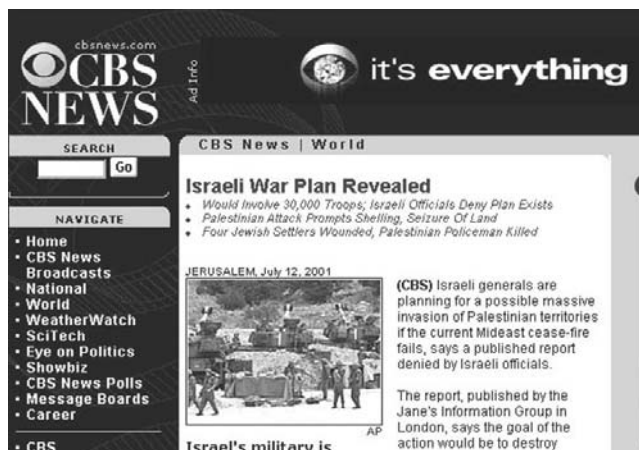 cbsnews.com
CBS
NEWS
Ad Info
it's everything
SEARCH
Go
NAVIGATE
• Home
• CBS News
Broadcasts
• National
• World
• WeatherWatch
• SciTech
• Eye on Politics
• Showbiz
• CBS News Polls
• Message Boards
• Career
• CBS
CBS News | World
Israeli War Plan Revealed
• Would Involve 30,000 Troops; Israeli Officials Deny Plan Exists
• Palestinian Attack Prompts Shelling, Seizure Of Land
• Four Jewish Settlers Wounded, Palestinian Policeman Killed
JERUSALEM, July 12, 2001
AP
Israel's military is
(CBS) Israeli generals are
planning for a possible massive
invasion of Palestinian territories
if the current Mideast cease-fire
fails, says a published report
denied by Israeli officials.
The report, published by the
Jane's Information Group in
London, says the goal of the
action would be to destroy